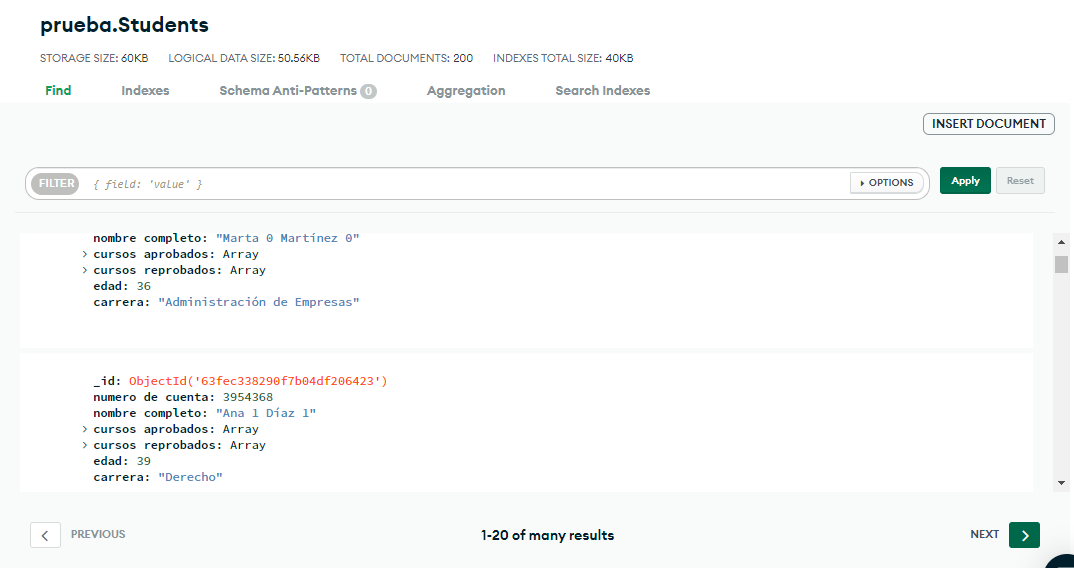 prueba.Students
STORAGE SIZE: 60KB LOGICAL DATA SIZE: 50.56KB TOTAL DOCUMENTS: 200 INDEXES TOTAL SIZE: 40KB
Find Indexes Schema Anti-Patterns 0 Aggregation Search Indexes
INSERT DOCUMENT
FILTER { field: 'value' } OPTIONS Apply Reset
nombre completo: "Marta 0 Martínez 0"
cursos aprobados: Array
cursos reprobados: Array
edad: 36
carrera: "Administración de Empresas"
_id: ObjectId('63fec338290f7b04df206423')
numero de cuenta: 3954368
nombre completo: "Ana 1 Díaz 1"
cursos aprobados: Array
cursos reprobados: Array
edad: 39
carrera: "Derecho"
PREVIOUS 1-20 of many results NEXT